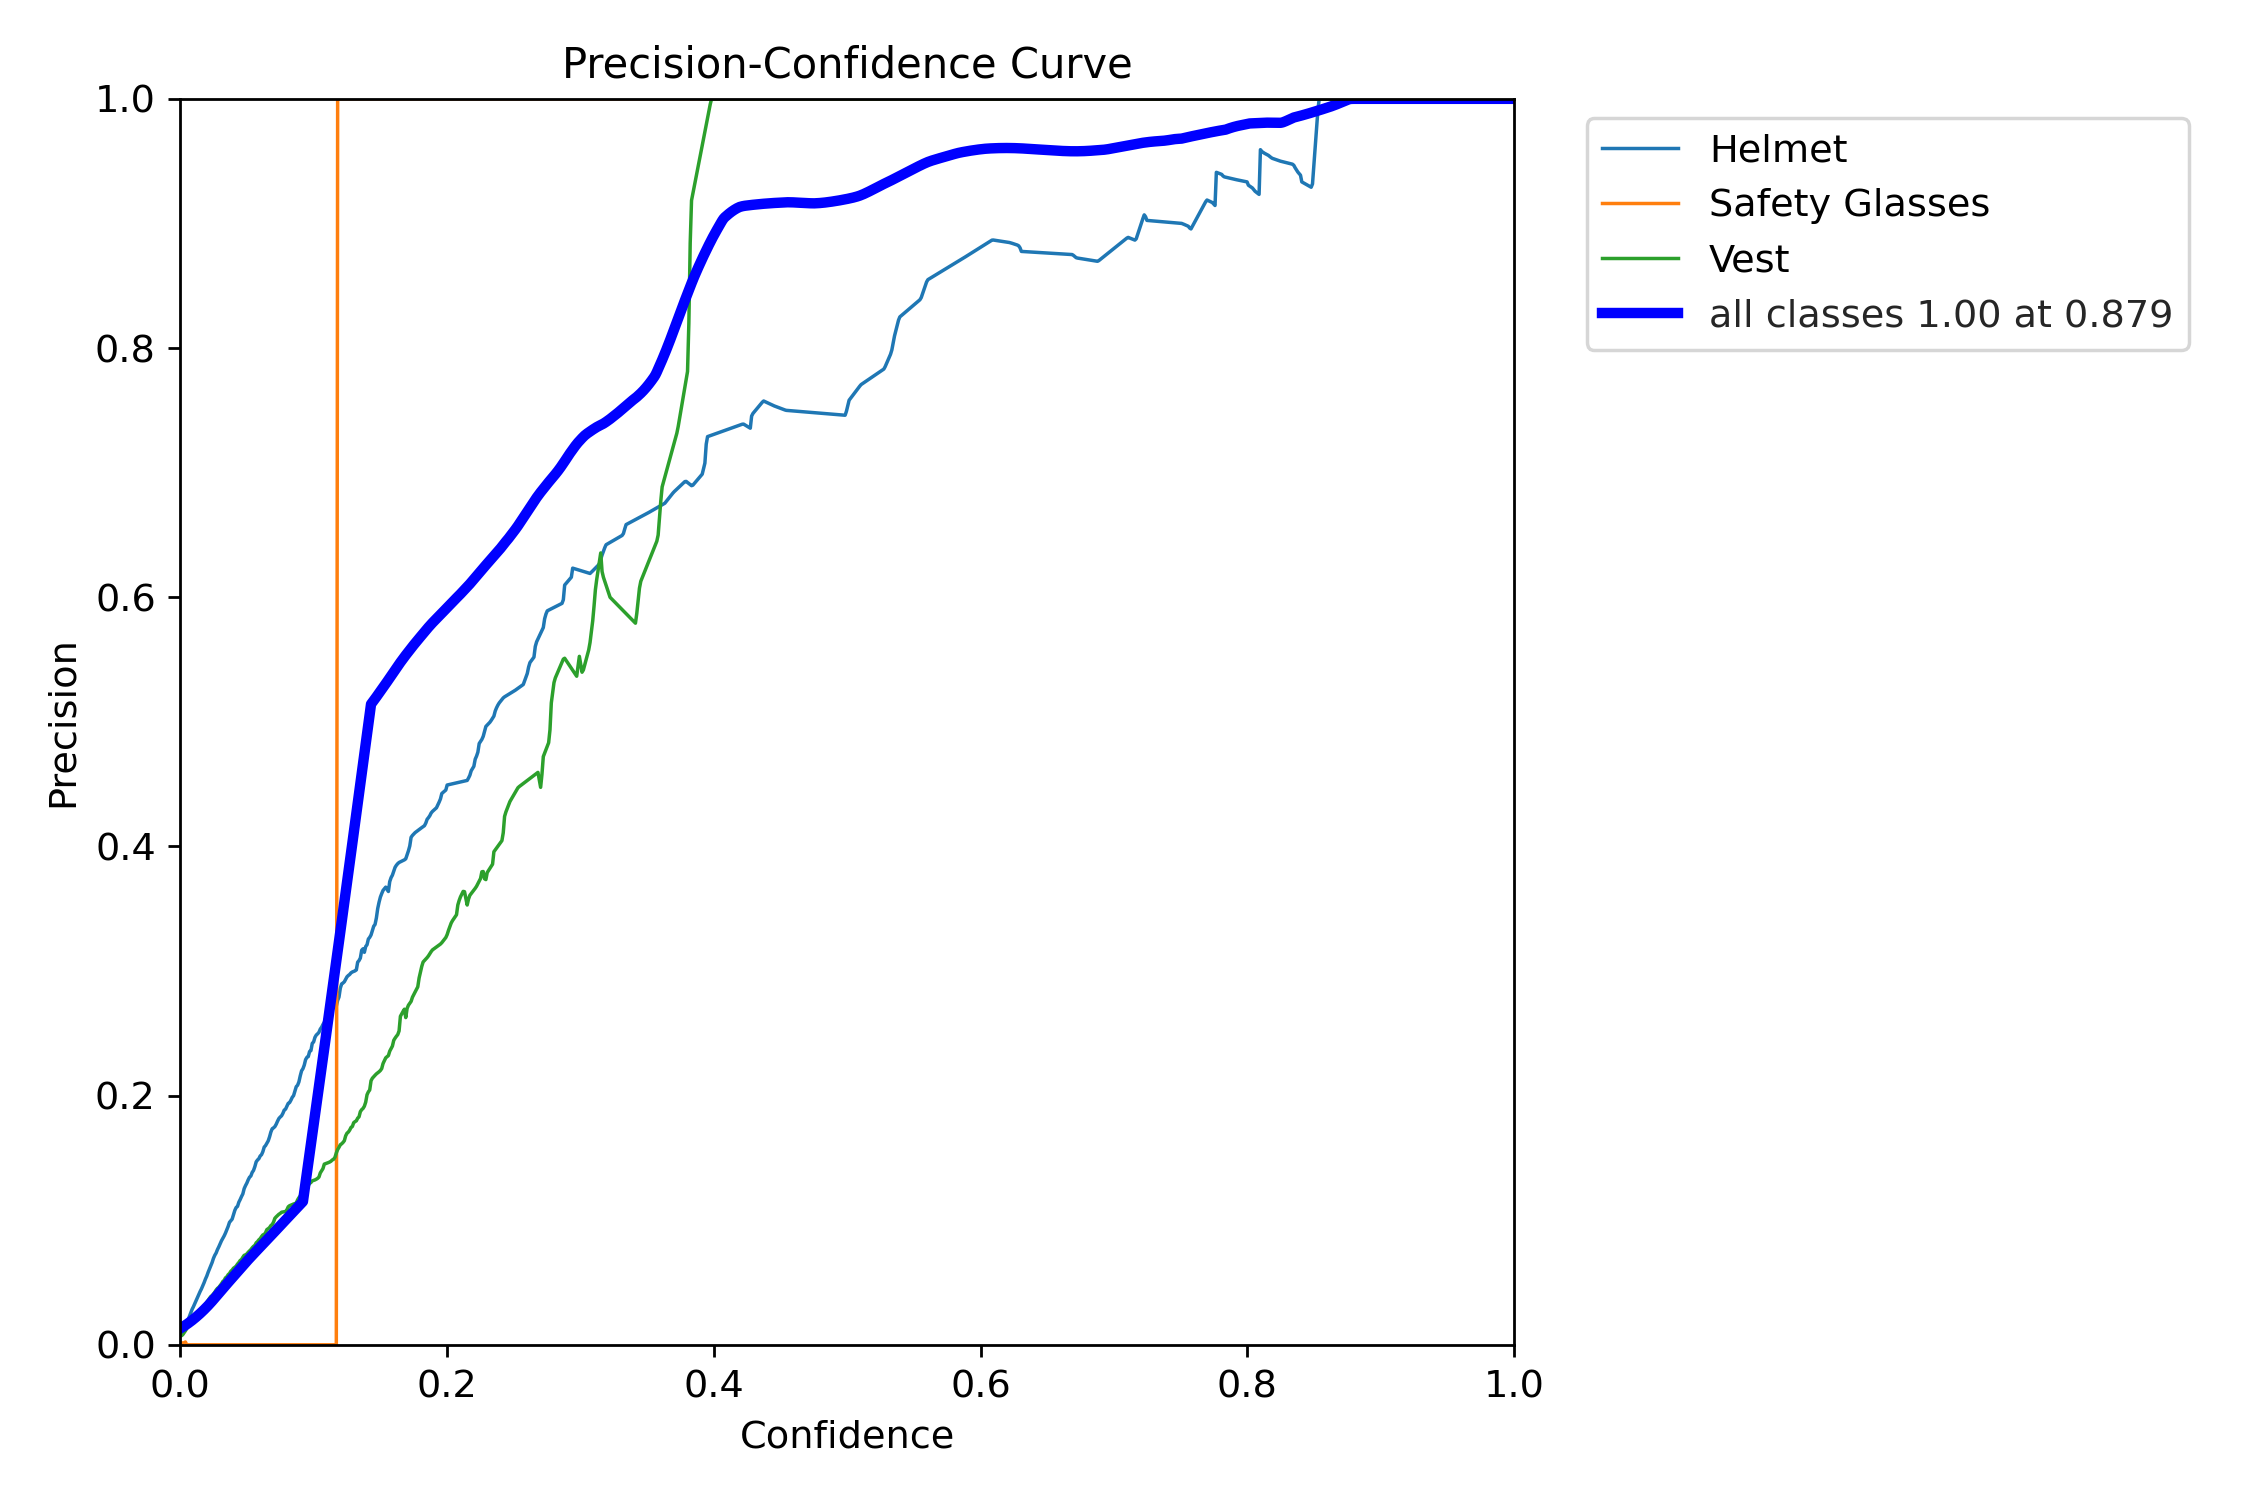 Precision-Confidence Curve
1.0
0.8
0.6
0.4
0.2
0.0
Precision
0.0 0.2 0.4 0.6 0.8 1.0
Confidence
Helmet
Safety Glasses
Vest
all classes 1.00 at 0.879